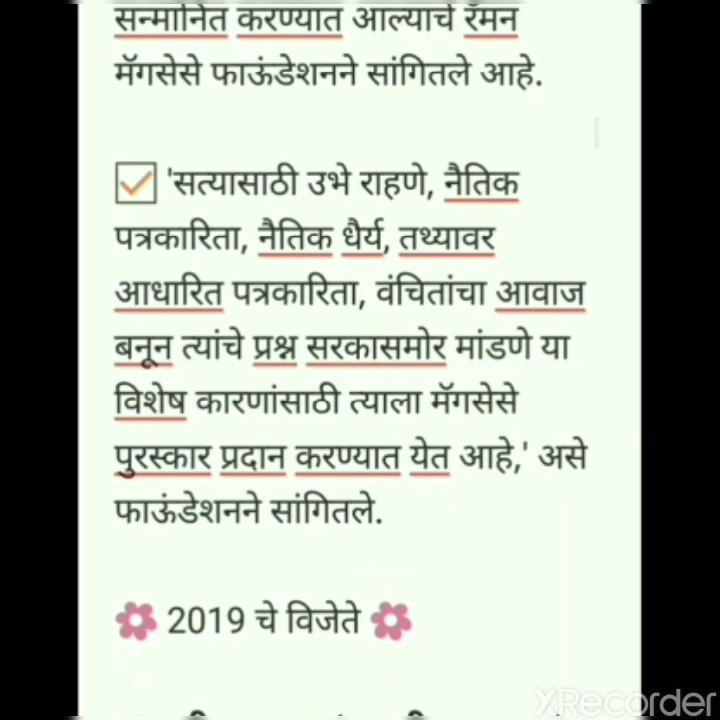 सन्मानित करण्यात आल्याचे रॅमन
मॅगसेसे फाऊंडेशनने सांगितले आहे.
'सत्यासाठी उभे राहणे, नैतिक
पत्रकारिता, नैतिक धैर्य, तथ्यावर
आधारित पत्रकारिता, वंचितांचा आवाज
बनून त्यांचे प्रश्न सरकासमोर मांडणे या
विशेष कारणांसाठी त्याला मॅगसेसे
पुरस्कार प्रदान करण्यात येत आहे,' असे
फाऊंडेशनने सांगितले.
2019 चे विजेते
XRecorder